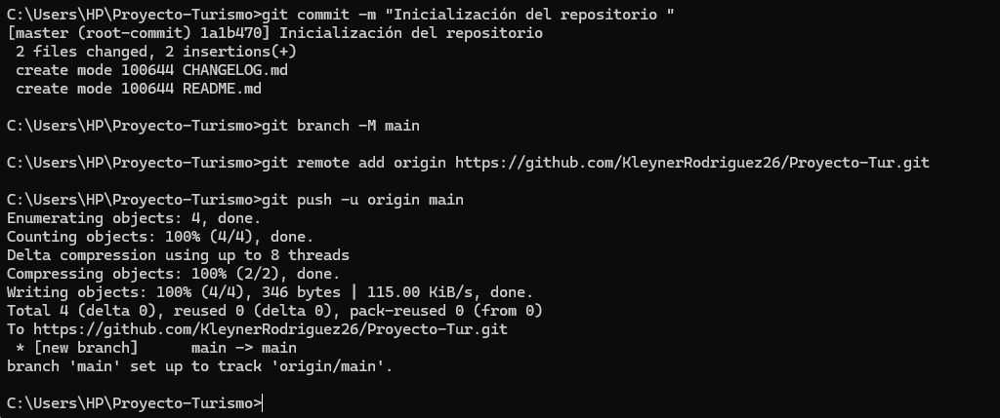 C:\Users\HP\Proyecto-Turismo>git commit -m "Inicialización del repositorio "
[master (root-commit) 1a1b470] Inicialización del repositorio
 2 files changed, 2 insertions(+)
 create mode 100644 CHANGELOG.md
 create mode 100644 README.md
C:\Users\HP\Proyecto-Turismo>git branch -M main
C:\Users\HP\Proyecto-Turismo>git remote add origin https://github.com/KleynerRodriguez26/Proyecto-Tur.git
C:\Users\HP\Proyecto-Turismo>git push -u origin main
Enumerating objects: 4, done.
Counting objects: 100% (4/4), done.
Delta compression using up to 8 threads
Compressing objects: 100% (2/2), done.
Writing objects: 100% (4/4), 346 bytes | 115.00 KiB/s, done.
Total 4 (delta 0), reused 0 (delta 0), pack-reused 0 (from 0)
To https://github.com/KleynerRodriguez26/Proyecto-Tur.git
 * [new branch]      main -> main
branch 'main' set up to track 'origin/main'.
C:\Users\HP\Proyecto-Turismo>